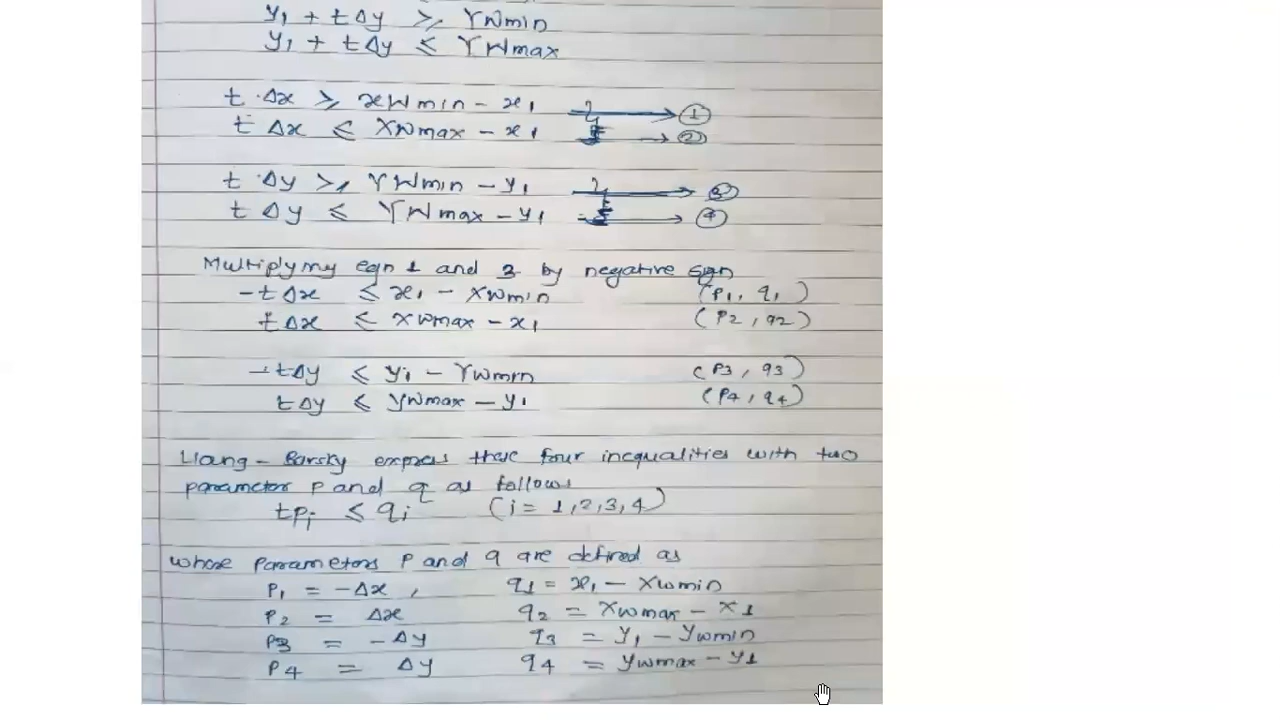 y₁ + tΔy ≥ YWmin
y₁ + tΔy ≤ YWmax
t·Δx ≥ xWmin - x₁ → ①
t Δx ≤ XWmax - x₁ → ②
t·Δy ≥ YWmin - y₁ → ③
t Δy ≤ YWmax - y₁ → ④
Multiplying eqn 1 and 3 by negative sgn
-tΔx ≤ x₁ - Xwmin (P₁, q₁)
tΔx ≤ Xwmax - x₁ (P2, q2)
-tΔy ≤ y₁ - Ywmin (P3, q3)
tΔy ≤ YWmax - y₁ (P4, q4)
Liang - Barsky express these four inequalities with two
parameter P and q as follows
tpᵢ ≤ qᵢ (i = 1,2,3,4)
whose Parameters P and q are defined as
P₁ = -Δx , q1 = x₁ - Xwmin
P2 = Δx q2 = Xwmax - X1
P3 = -Δy q3 = y₁ - Ywmin
P4 = Δy q4 = ywmax - y1